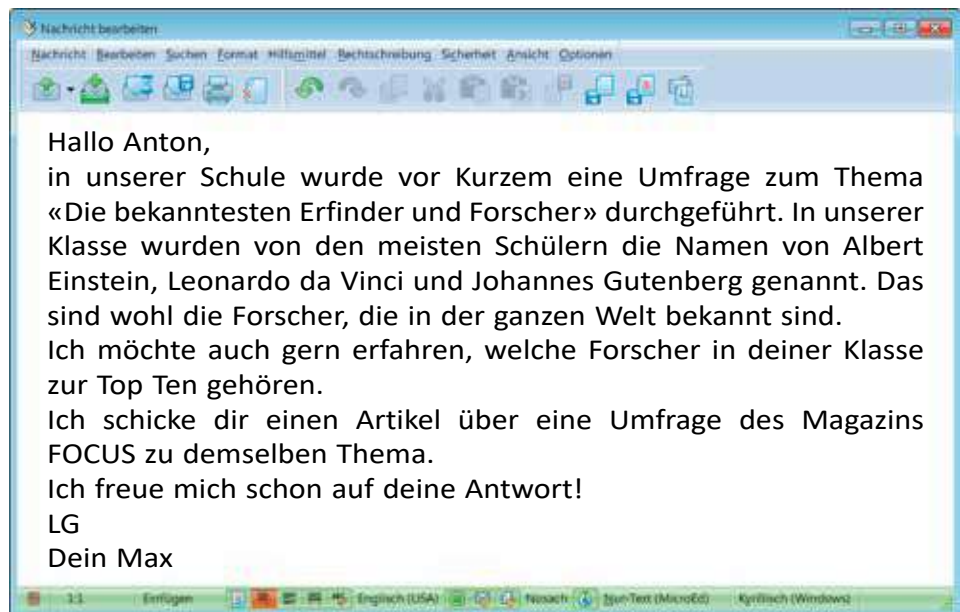 Nachricht bearbeiten
Nachricht Bearbeiten Suchen Format Hilfsmittel Rechtschreibung Sicherheit Ansicht Optionen
Hallo Anton,
in unserer Schule wurde vor Kurzem eine Umfrage zum Thema
«Die bekanntesten Erfinder und Forscher» durchgeführt. In unserer
Klasse wurden von den meisten Schülern die Namen von Albert
Einstein, Leonardo da Vinci und Johannes Gutenberg genannt. Das
sind wohl die Forscher, die in der ganzen Welt bekannt sind.
Ich möchte auch gern erfahren, welche Forscher in deiner Klasse
zur Top Ten gehören.
Ich schicke dir einen Artikel über eine Umfrage des Magazins
FOCUS zu demselben Thema.
Ich freue mich schon auf deine Antwort!
LG
Dein Max
1:1 Einfügen Englisch (USA) Nur-Text (MicroEd) Kyrillisch (Windows)